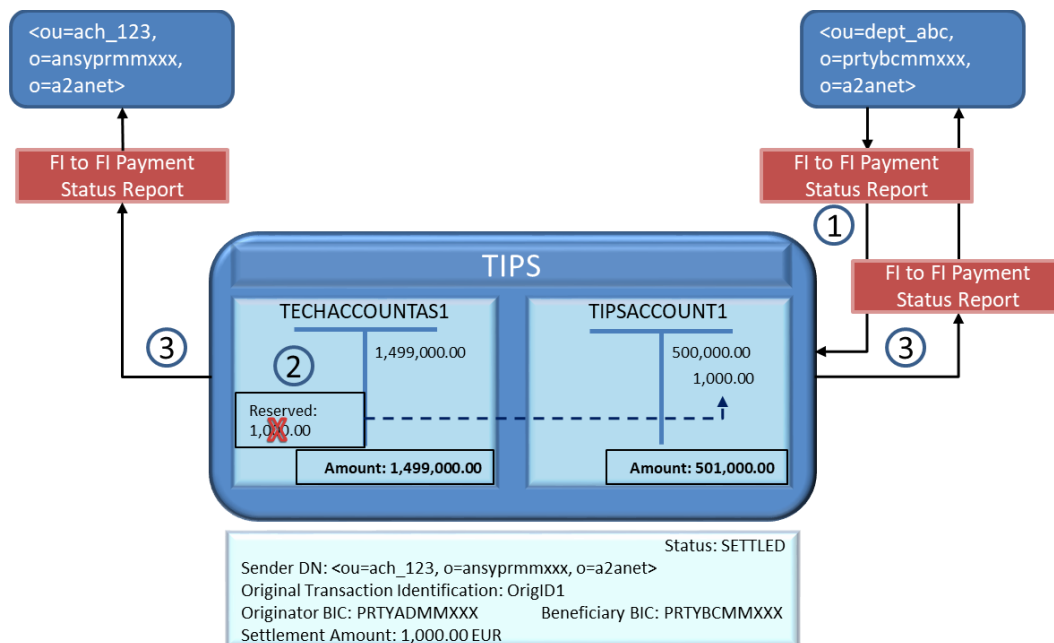 <ou=ach_123,
o=ansyprmmxxx,
o=a2anet>
<ou=dept_abc,
o=prtybcmmxxx,
o=a2anet>
FI to FI Payment
Status Report
FI to FI Payment
Status Report
1
FI to FI Payment
Status Report
TIPS
TECHACCOUNTAS1
1,499,000.00
TIPSACCOUNT1
500,000.00
1,000.00
3
2
3
Reserved:
1,000.00
X
Amount: 1,499,000.00
Amount: 501,000.00
Status: SETTLED
Sender DN: <ou=ach_123, o=ansyprmmxxx, o=a2anet>
Original Transaction Identification: OrigID1
Originator BIC: PRTYADMMXXX Beneficiary BIC: PRTYBCMMXXX
Settlement Amount: 1,000.00 EUR